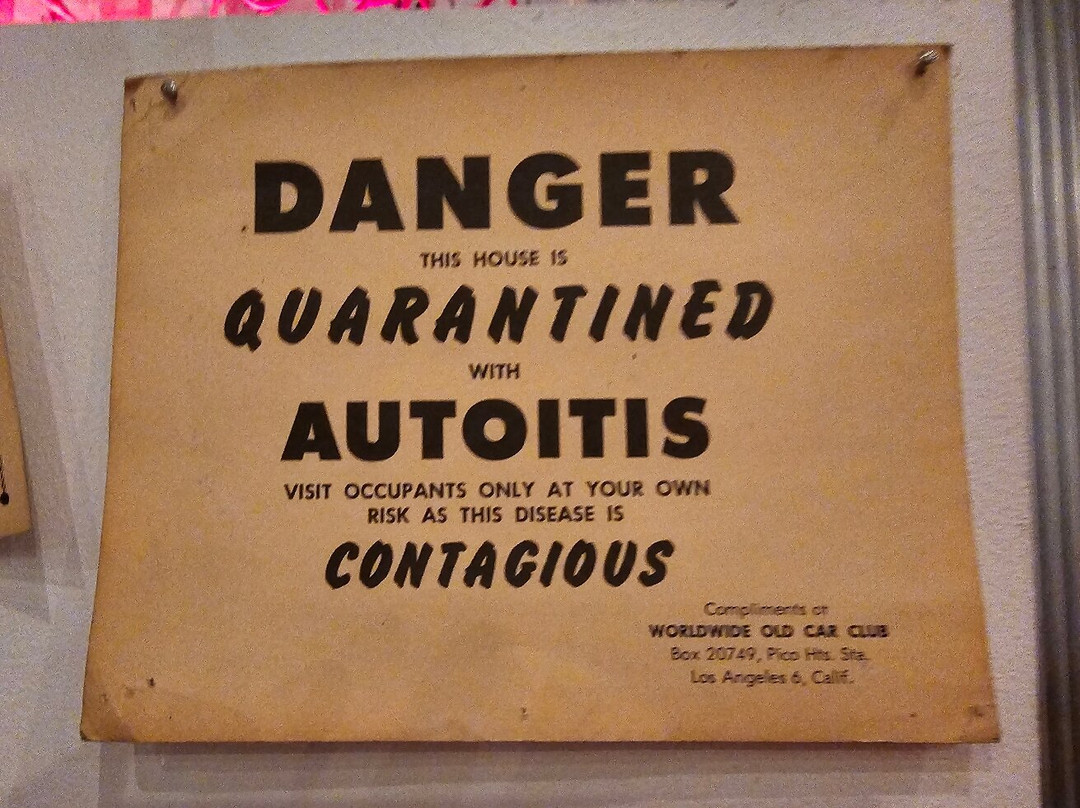 DANGER
THIS HOUSE IS
QUARANTINED
WITH
AUTOITIS
VISIT OCCUPANTS ONLY AT YOUR OWN
RISK AS THIS DISEASE IS
CONTAGIOUS
Compliments of
WORLDWIDE OLD CAR CLUB
Box 20749, Pico Hts. Sta.
Los Angeles 6, Calif.